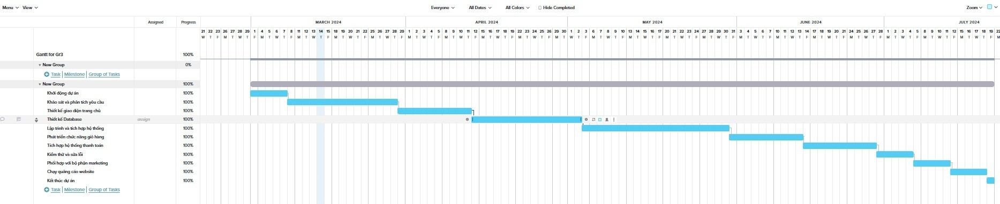 Menu View Everyone All Dates All Colors Hide Completed Zoom
Assigned Progress MARCH 2024 APRIL 2024 MAY 2024 JUNE 2024 JULY 2024
21 22 23 26 27 28 29 1 4 5 6 7 8 11 12 13 14 15 18 19 20 21 22 25 26 27 28 29 1 2 3 4 5 8 9 10 11 12 15 16 17 18 19 22 23 24 25 26 29 30 1 2 3 6 7 8 9 10 13 14 15 16 17 20 21 22 23 24 27 28 29 30 31 3 4 5 6 7 10 11 12 13 14 17 18 19 20 21 24 25 26 27 28 1 2 3 4 5 8 9 10 11 12 15 16 17 18 19 22
W T F M T W T F M T W T F M T W T F M T W T F M T W T F M T W T F M T W T F M T W T F M T W T F M T W T F M T W T F M T W T F M T W T F M T W T F M T W T F M T W T F M T W T F M T W T F M T W T F M T W T F M T W T F M
Gantt for Gr3 100%
New Group 0%
Task Milestone Group of Tasks
New Group 100%
Khởi động dự án 100%
Khảo sát và phân tích yêu cầu 100%
Thiết kế giao diện trang chủ 100%
Thiết kế Database assign 100%
Lập trình và tích hợp hệ thống 100%
Phát triển chức năng giỏ hàng 100%
Tích hợp hệ thống thanh toán 100%
Kiểm thử và sửa lỗi 100%
Phối hợp với bộ phận marketing 100%
Chạy quảng cáo website 100%
Kết thúc dự án 100%
Task Milestone Group of Tasks